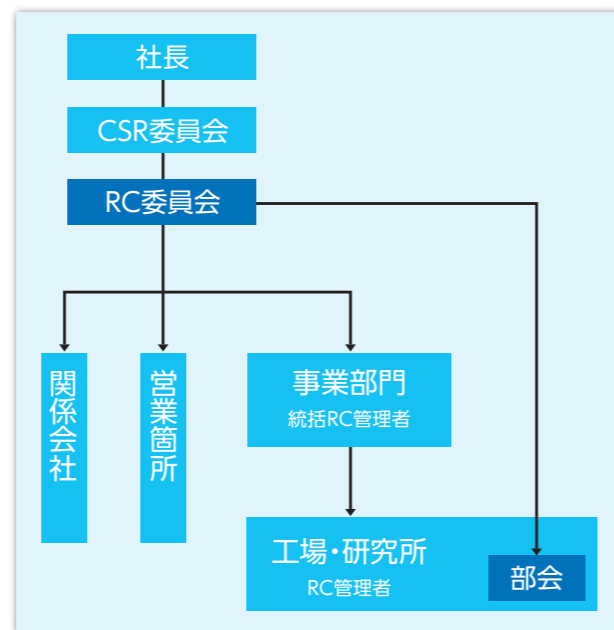 社長
CSR委員会
RC委員会
関係会社
営業箇所
事業部門
統括RC管理者
工場・研究所
RC管理者
部会